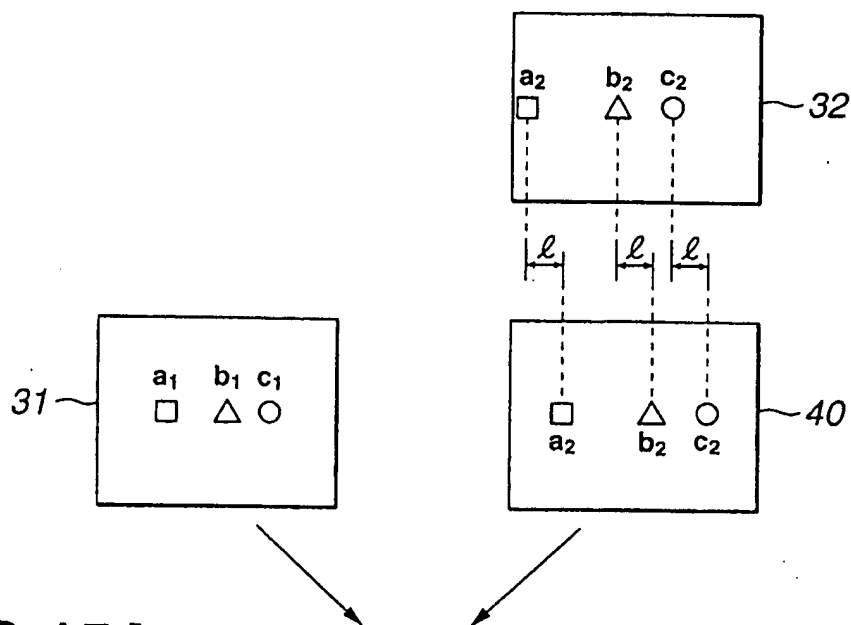 a₂ b₂ c₂
32
ℓ ℓ ℓ
a₁ b₁ c₁
31
40
a₂ b₂ c₂